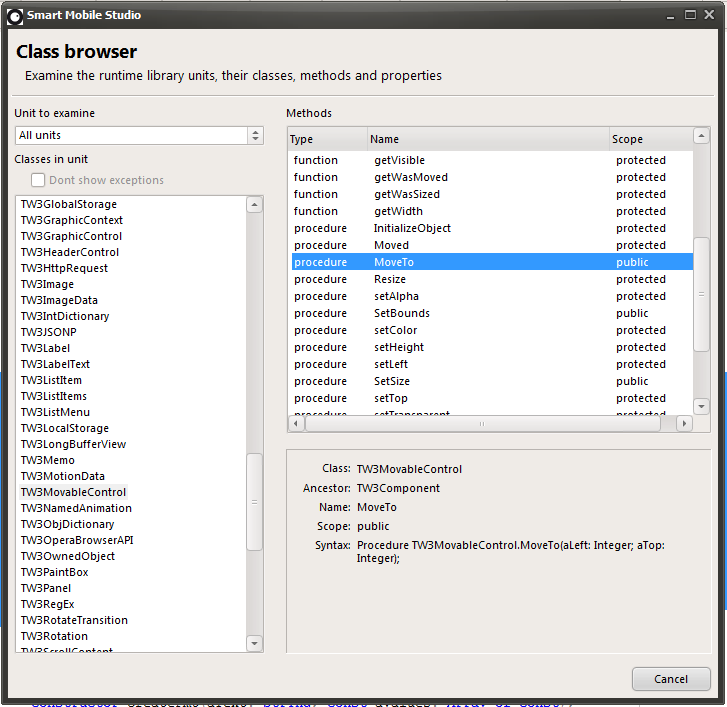 Smart Mobile Studio
Class browser
Examine the runtime library units, their classes, methods and properties
Unit to examine
All units
Classes in unit
Dont show exceptions
TW3GlobalStorage
TW3GraphicContext
TW3GraphicControl
TW3HeaderControl
TW3HttpRequest
TW3Image
TW3ImageData
TW3IntDictionary
TW3JSONP
TW3Label
TW3LabelText
TW3ListItem
TW3ListItems
TW3ListMenu
TW3LocalStorage
TW3LongBufferView
TW3Memo
TW3MotionData
TW3MovableControl
TW3NamedAnimation
TW3ObjDictionary
TW3OperaBrowserAPI
TW3OwnedObject
TW3PaintBox
TW3Panel
TW3RegEx
TW3RotateTransition
TW3Rotation
TW3ScrollContent
Methods
Type Name Scope
function getVisible protected
function getWasMoved protected
function getWasSized protected
function getWidth protected
procedure InitializeObject protected
procedure Moved protected
procedure MoveTo public
procedure Resize protected
procedure setAlpha protected
procedure SetBounds public
procedure setColor protected
procedure setHeight protected
procedure setLeft protected
procedure SetSize public
procedure setTop protected
procedure setTransparent protected
Class: TW3MovableControl
Ancestor: TW3Component
Name: MoveTo
Scope: public
Syntax: Procedure TW3MovableControl.MoveTo(aLeft: Integer; aTop:
Integer);
Cancel